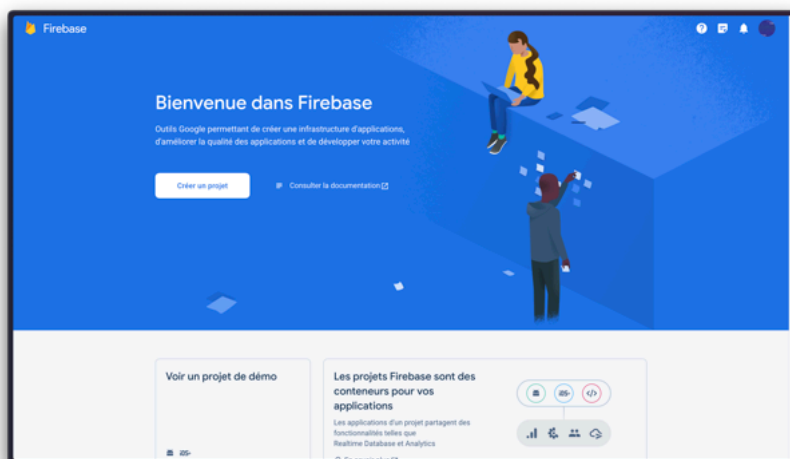 Firebase
Bienvenue dans Firebase
Outils Google permettant de créer une infrastructure d'applications,
d'améliorer la qualité des applications et de développer votre activité
Créer un projet
Consulter la documentation
Voir un projet de démo
Les projets Firebase sont des
conteneurs pour vos
applications
Les applications d'un projet partagent des
fonctionnalités telles que
Realtime Database et Analytics
iOS+
iOS+